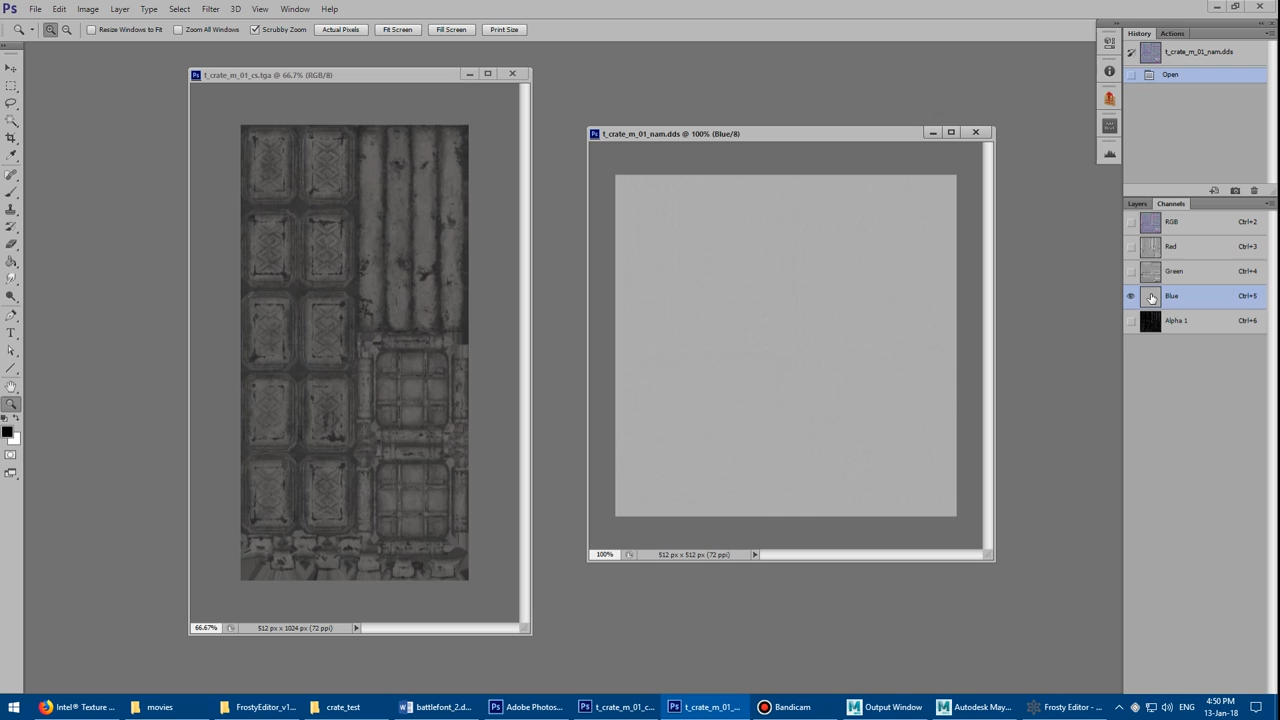 Ps File Edit Image Layer Type Select Filter 3D View Window Help
Resize Windows to Fit Zoom All Windows Scrubby Zoom Actual Pixels Fit Screen Fill Screen Print Size
History Actions
t_crate_m_01_nam.dds
Open
t_crate_m_01_cs.tga @ 66.7% (RGB/8)
t_crate_m_01_nam.dds @ 100% (Blue/8)
Layers Channels
RGB Ctrl+2
Red Ctrl+3
Green Ctrl+4
Blue Ctrl+5
Alpha 1 Ctrl+6
100% 512 px x 512 px (72 ppi)
66.67% 512 px x 1024 px (72 ppi)
Intel® Texture ... movies FrostyEditor_v1... crate_test battlefont_2.d... Adobe Photos... t_crate_m_01_c... t_crate_m_01_... Bandicam Output Window Autodesk May... Frosty Editor - ... ENG
4:50 PM
13-Jan-18